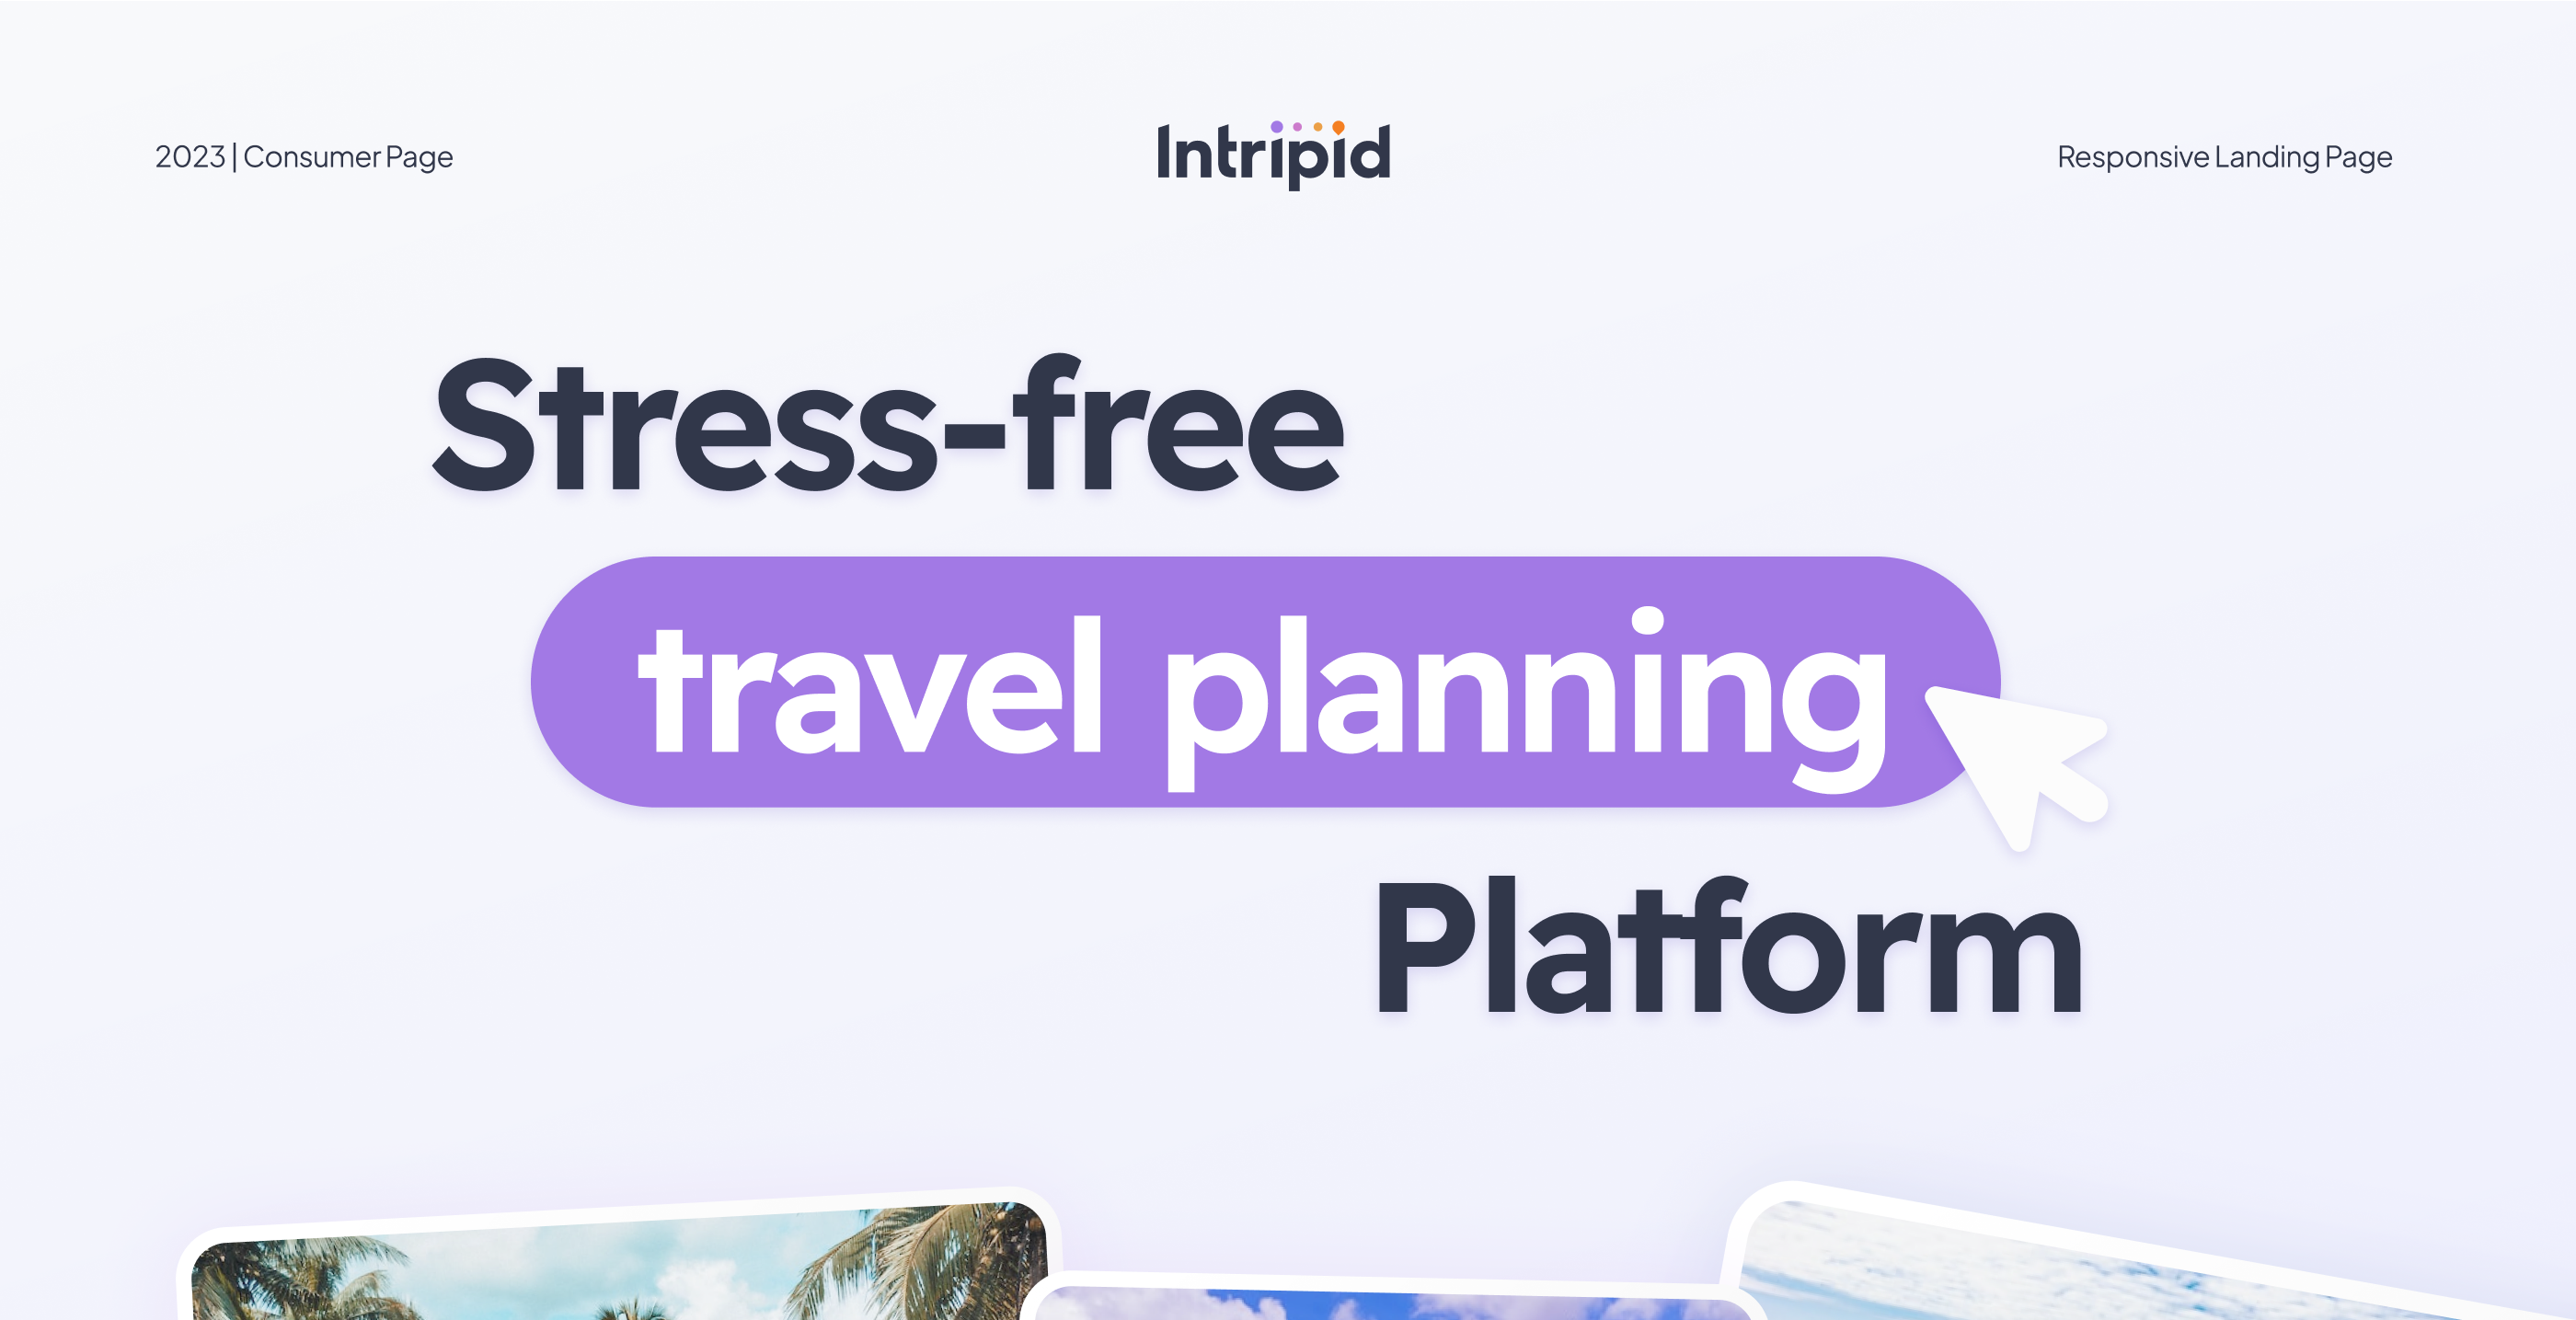 2023 | Consumer Page
Intripid
Responsive Landing Page
Stress-free
travel planning
Platform